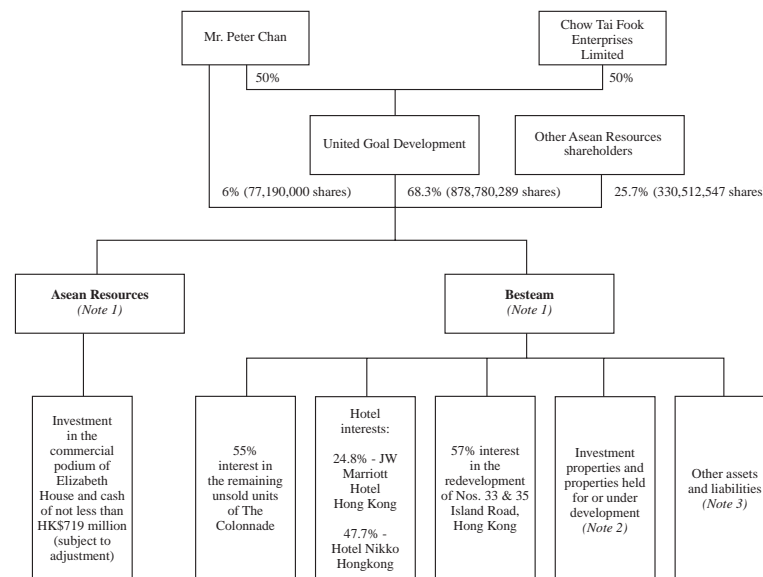 Mr. Peter Chan
Chow Tai Fook
Enterprises
Limited
50%
50%
United Goal Development
Other Asean Resources
shareholders
6% (77,190,000 shares)
68.3% (878,780,289 shares)
25.7% (330,512,547 shares
Asean Resources
(Note 1)
Besteam
(Note 1)
Investment
in the
commercial
podium of
Elizabeth
House and cash
of not less than
HK$719 million
(subject to
adjustment)
55%
interest in
the remaining
unsold units
of The
Colonnade
Hotel
interests:
24.8% - JW
Marriott
Hotel
Hong Kong
47.7% -
Hotel Nikko
Hongkong
57% interest
in the
redevelopment
of Nos. 33 & 35
Island Road,
Hong Kong
Investment
properties and
properties held
for or under
development
(Note 2)
Other assets
and liabilities
(Note 3)